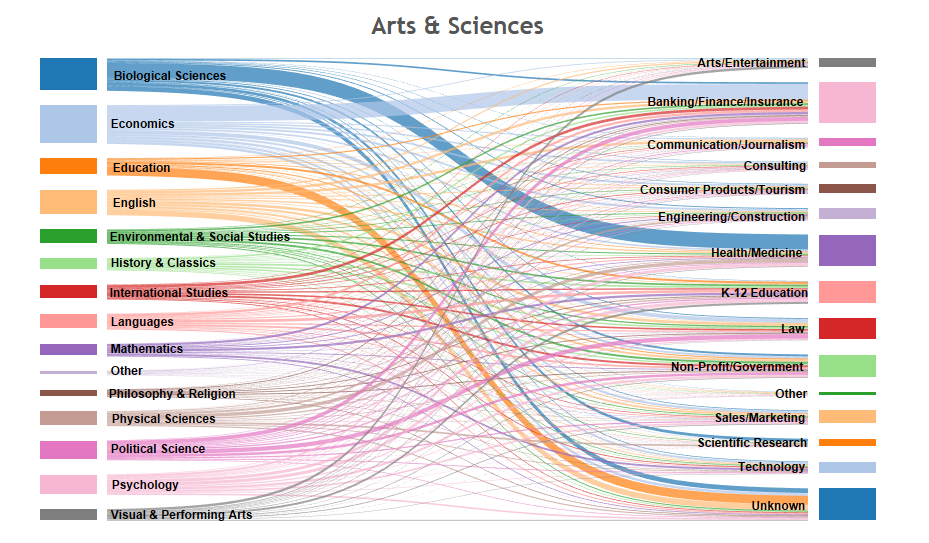 Arts & Sciences
Biological Sciences
Economics
Education
English
Environmental & Social Studies
History & Classics
International Studies
Languages
Mathematics
Other
Philosophy & Religion
Physical Sciences
Political Science
Psychology
Visual & Performing Arts
Arts/Entertainment
Banking/Finance/Insurance
Communication/Journalism
Consulting
Consumer Products/Tourism
Engineering/Construction
Health/Medicine
K-12 Education
Law
Non-Profit/Government
Other
Sales/Marketing
Scientific Research
Technology
Unknown